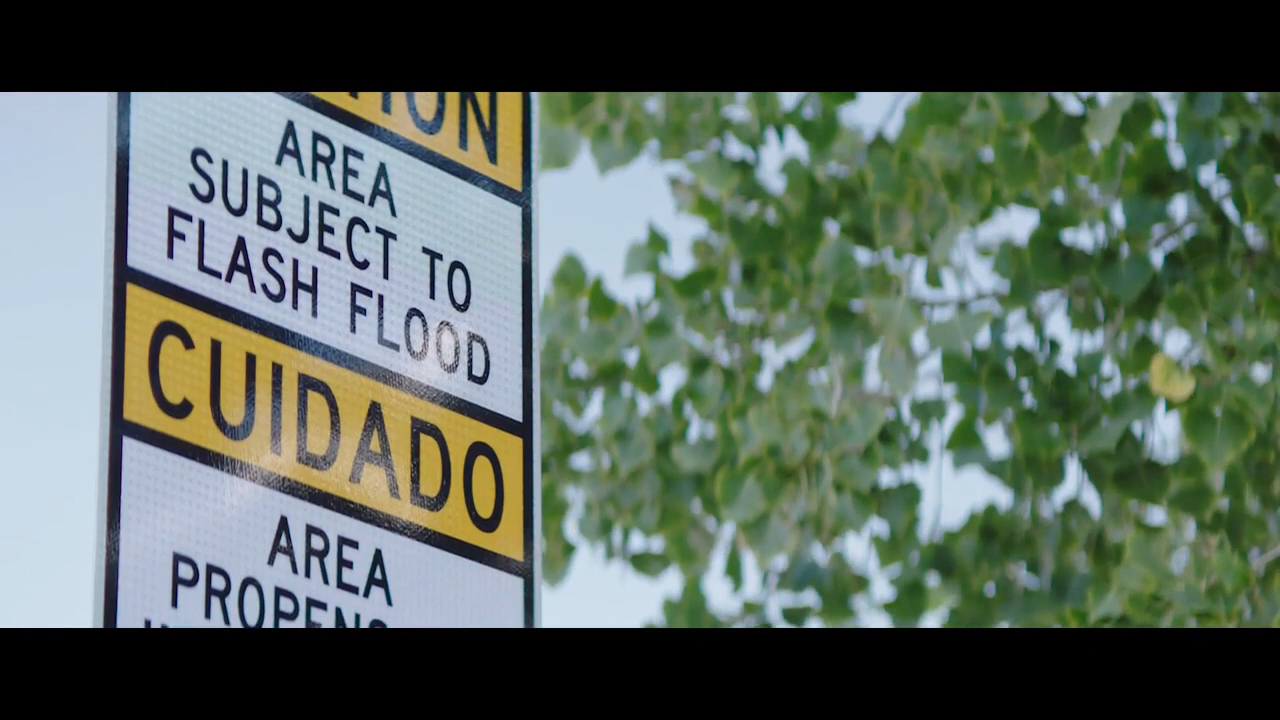 AREA
SUBJECT TO
FLASH FLOOD
CUIDADO
AREA